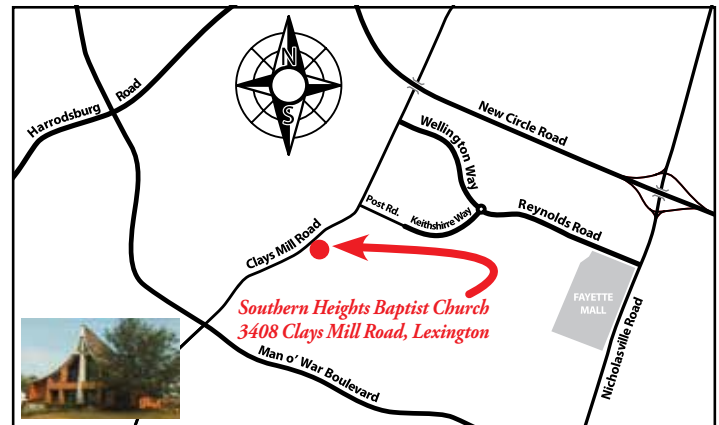 N
S
Harrodsburg Road
New Circle Road
Wellington Way
Post Rd.
Keithshirre Way
Reynolds Road
Clays Mill Road
Southern Heights Baptist Church
3408 Clays Mill Road, Lexington
FAYETTE
MALL
Nicholasville Road
Man o' War Boulevard